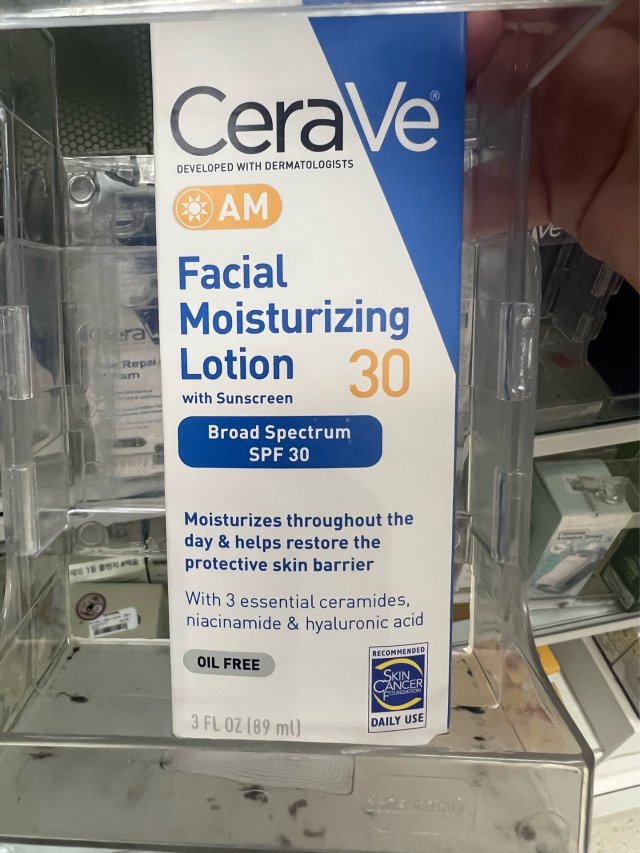 CeraVe®
DEVELOPED WITH DERMATOLOGISTS
AM
Facial
Moisturizing
Lotion 30
with Sunscreen
Broad Spectrum
SPF 30
Moisturizes throughout the
day & helps restore the
protective skin barrier
With 3 essential ceramides,
niacinamide & hyaluronic acid
OIL FREE
RECOMMENDED
SKIN
CANCER
FOUNDATION
DAILY USE
3 FL OZ (89 ml)